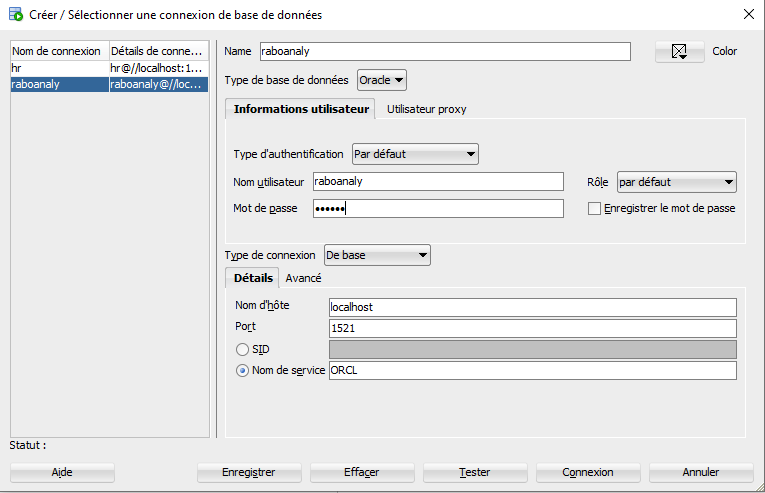 Créer / Sélectionner une connexion de base de données
Nom de connexion Détails de conne...
hr hr@//localhost:1...
raboanaly raboanaly@//loc...
Name raboanaly Color
Type de base de données Oracle
Informations utilisateur Utilisateur proxy
Type d'authentification Par défaut
Nom utilisateur raboanaly Rôle par défaut
Mot de passe •••••• Enregistrer le mot de passe
Type de connexion De base
Détails Avancé
Nom d'hôte localhost
Port 1521
SID
Nom de service ORCL
Statut :
Aide Enregistrer Effacer Tester Connexion Annuler